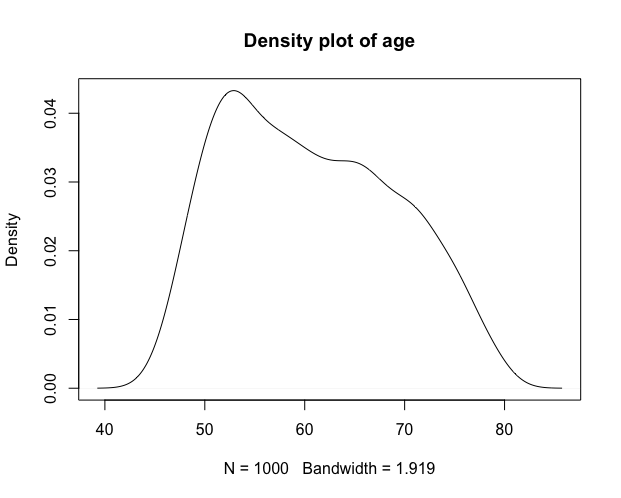 Density plot of age
Density
0.04
0.03
0.02
0.01
0.00
40 50 60 70 80
N = 1000   Bandwidth = 1.919